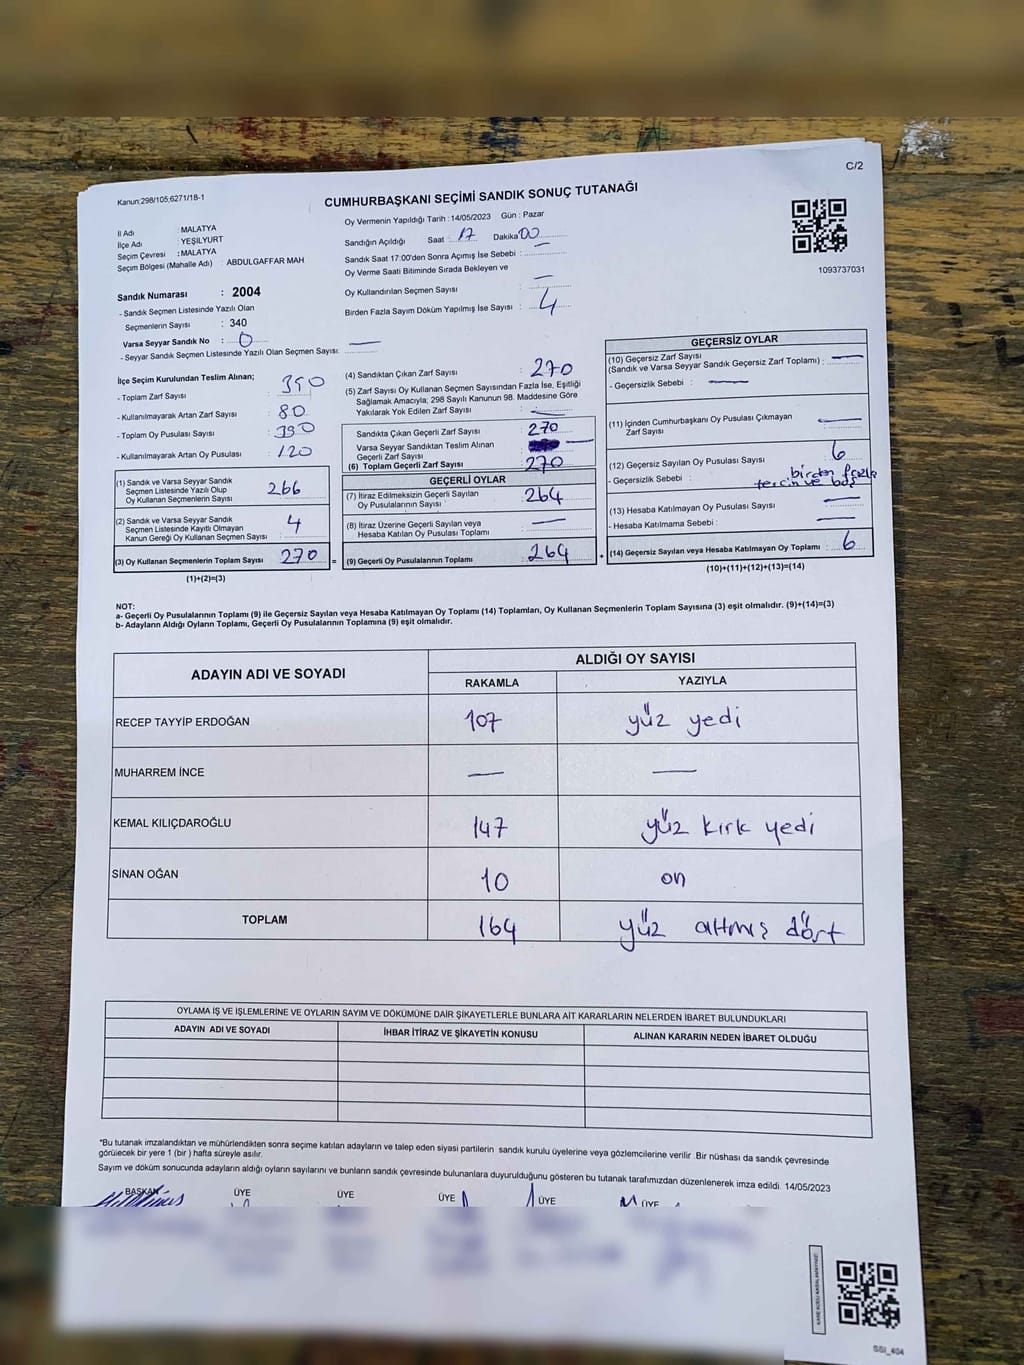 C/2
Kanun:298/105;6271/18-1
CUMHURBAŞKANI SEÇİMİ SANDIK SONUÇ TUTANAĞI
İl Adı : MALATYA
İlçe Adı : YEŞİLYURT
Seçim Çevresi : MALATYA
Seçim Bölgesi (Mahalle Adı) : ABDULGAFFAR MAH
Oy Vermenin Yapıldığı Tarih : 14/05/2023 Gün : Pazar
Sandığın Açıldığı Saat : 17 Dakika 00
Sandık Saat 17:00'den Sonra Açımış İse Sebebi : —
Oy Verme Saati Bitiminde Sırada Bekleyen ve
Oy Kullandırılan Seçmen Sayısı : —
Birden Fazla Sayım Döküm Yapılmış İse Sayısı : 4
1093737031
Sandık Numarası : 2004
- Sandık Seçmen Listesinde Yazılı Olan
Seçmenlerin Sayısı : 340
Varsa Seyyar Sandık No : 0
- Seyyar Sandık Seçmen Listesinde Yazılı Olan Seçmen Sayısı: —
İlçe Seçim Kurulundan Teslim Alınan;
- Toplam Zarf Sayısı : 350
- Kullanılmayarak Artan Zarf Sayısı : 80
- Toplam Oy Pusulası Sayısı : 390
- Kullanılmayarak Artan Oy Pusulası : 120
(1) Sandık ve Varsa Seyyar Sandık
Seçmen Listesinde Yazılı Olup
Oy Kullanan Seçmenlerin Sayısı : 266
(2) Sandık ve Varsa Seyyar Sandık
Seçmen Listesinde Kayıtlı Olmayan
Kanun Gereği Oy Kullanan Seçmen Sayısı : 4
(3) Oy Kullanan Seçmenlerin Toplam Sayısı : 270 =
(1)+(2)=(3)
(4) Sandıktan Çıkan Zarf Sayısı : 270
(5) Zarf Sayısı Oy Kullanan Seçmen Sayısından Fazla İse, Eşitliği
Sağlamak Amacıyla; 298 Sayılı Kanunun 98. Maddesine Göre
Yakılarak Yok Edilen Zarf Sayısı : —
Sandıkta Çıkan Geçerli Zarf Sayısı : 270
Varsa Seyyar Sandıktan Teslim Alınan
Geçerli Zarf Sayısı : —
(6) Toplam Geçerli Zarf Sayısı : 270
GEÇERLİ OYLAR
(7) İtiraz Edilmeksizin Geçerli Sayılan
Oy Pusulalarının Sayısı : 264
(8) İtiraz Üzerine Geçerli Sayılan veya
Hesaba Katılan Oy Pusulası Toplamı : —
(9) Geçerli Oy Pusulalarının Toplamı : 264 +
GEÇERSİZ OYLAR
(10) Geçersiz Zarf Sayısı
(Sandık ve Varsa Seyyar Sandık Geçersiz Zarf Toplamı) : —
- Geçersizlik Sebebi : —
(11) İçinden Cumhurbaşkanı Oy Pusulası Çıkmayan
Zarf Sayısı : —
(12) Geçersiz Sayılan Oy Pusulası Sayısı : 6
- Geçersizlik Sebebi : birden fazla
tercih ve boş
(13) Hesaba Katılmayan Oy Pusulası Sayısı : —
- Hesaba Katılmama Sebebi : —
(14) Geçersiz Sayılan veya Hesaba Katılmayan Oy Toplamı : 6
(10)+(11)+(12)+(13)=(14)
NOT:
a- Geçerli Oy Pusulalarının Toplamı (9) ile Geçersiz Sayılan veya Hesaba Katılmayan Oy Toplamı (14) Toplamları, Oy Kullanan Seçmenlerin Toplam Sayısına (3) eşit olmalıdır. (9)+(14)=(3)
b- Adayların Aldığı Oyların Toplamı, Geçerli Oy Pusulalarının Toplamına (9) eşit olmalıdır.
ADAYIN ADI VE SOYADI ALDIĞI OY SAYISI
RAKAMLA YAZIYLA
RECEP TAYYİP ERDOĞAN 107 yüz yedi
MUHARREM İNCE — —
KEMAL KILIÇDAROĞLU 147 yüz kırk yedi
SİNAN OĞAN 10 on
TOPLAM 164 yüz altmış dört
OYLAMA İŞ VE İŞLEMLERİNE VE OYLARIN SAYIM VE DÖKÜMÜNE DAİR ŞİKAYETLERLE BUNLARA AİT KARARLARIN NELERDEN İBARET BULUNDUKLARI
ADAYIN ADI VE SOYADI İHBAR İTİRAZ VE ŞİKAYETİN KONUSU ALINAN KARARIN NEDEN İBARET OLDUĞU
*Bu tutanak imzalandıktan ve mühürlendikten sonra seçime katılan adayların ve talep eden siyasi partilerin sandık kurulu üyelerine veya gözlemcilerine verilir .Bir nüshası da sandık çevresinde
görülecek bir yere 1 (bir ) hafta süreyle asılır.
Sayım ve döküm sonucunda adayların aldığı oyların sayılarını ve bunların sandık çevresinde bulunanlara duyurulduğunu gösteren bu tutanak tarafımızdan düzenlenerek imza edildi. 14/05/2023
BAŞKAN ÜYE ÜYE ÜYE ÜYE ÜYE
SSİ_404